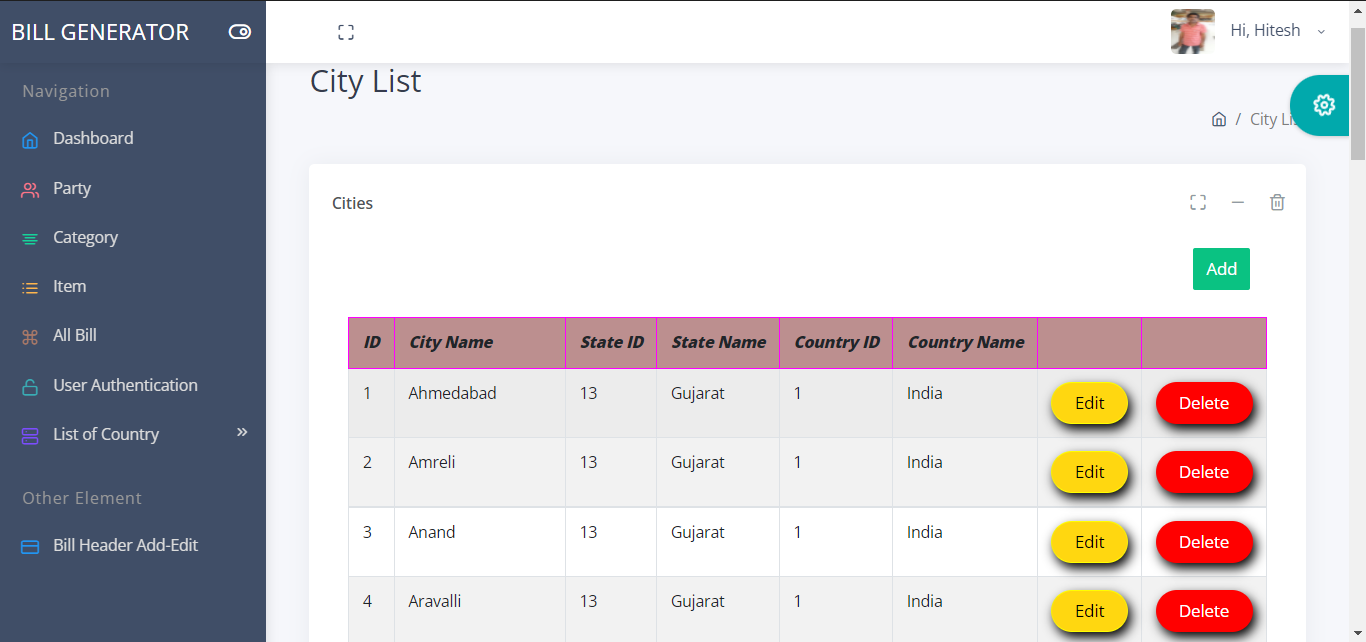 BILL GENERATOR
Hi, Hitesh
Navigation
Dashboard
Party
Category
Item
All Bill
User Authentication
List of Country
Other Element
Bill Header Add-Edit
City List
/ City Li
Cities
Add
ID City Name State ID State Name Country ID Country Name
1 Ahmedabad 13 Gujarat 1 India Edit Delete
2 Amreli 13 Gujarat 1 India Edit Delete
3 Anand 13 Gujarat 1 India Edit Delete
4 Aravalli 13 Gujarat 1 India Edit Delete